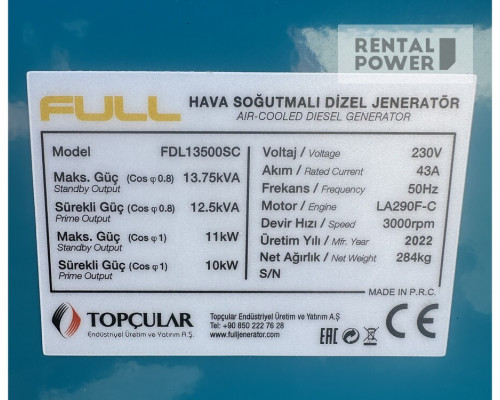 RENTAL
POWER
FULL
HAVA SOĞUTMALI DİZEL JENERATÖR
AIR-COOLED DIESEL GENERATOR
Model FDL13500SC
Maks. Güç (Cos φ 0.8) 13.75kVA
Standby Output
Sürekli Güç (Cos φ 0.8) 12.5kVA
Prime Output
Maks. Güç (Cos φ 1) 11kW
Standby Output
Sürekli Güç (Cos φ 1) 10kW
Prime Output
Voltaj / Voltage 230V
Akım / Rated Current 43A
Frekans / Frequency 50Hz
Motor / Engine LA290F-C
Devir Hızı / Speed 3000rpm
Üretim Yılı / Mfr. Year 2022
Net Ağırlık / Net Weight 284kg
S/N
MADE IN P.R.C.
TOPÇULAR
Endüstriyel Üretim ve Yatırım A.Ş.
Topçular Endüstriyel Üretim ve Yatırım A.Ş
Tel: +90 850 222 76 28
www.fulljenerator.com
EAC CE